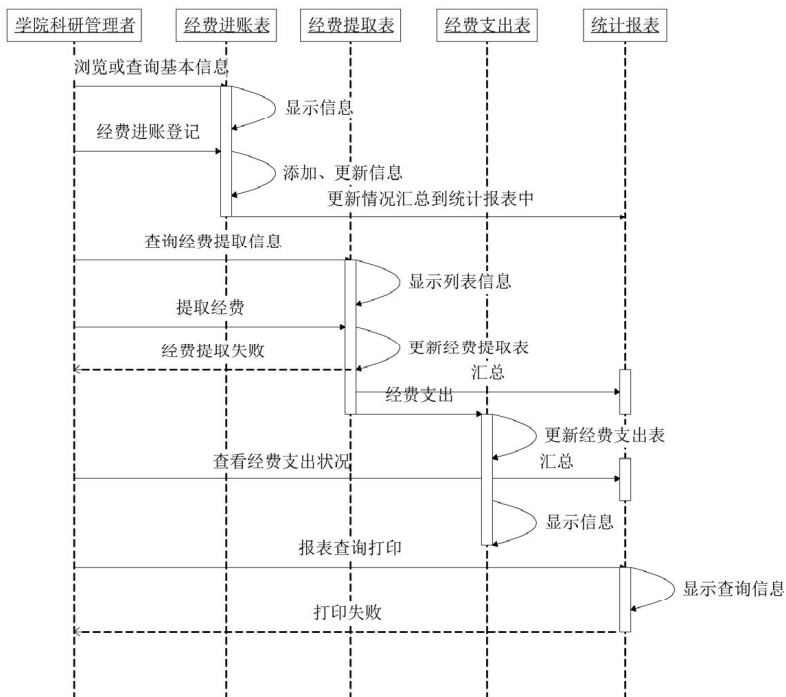 学院科研管理者
经费进账表
经费提取表
经费支出表
统计报表
浏览或查询基本信息
显示信息
经费进账登记
添加、更新信息
更新情况汇总到统计报表中
查询经费提取信息
显示列表信息
提取经费
更新经费提取表
经费提取失败
汇总
经费支出
更新经费支出表
查看经费支出状况
汇总
显示信息
报表查询打印
显示查询信息
打印失败